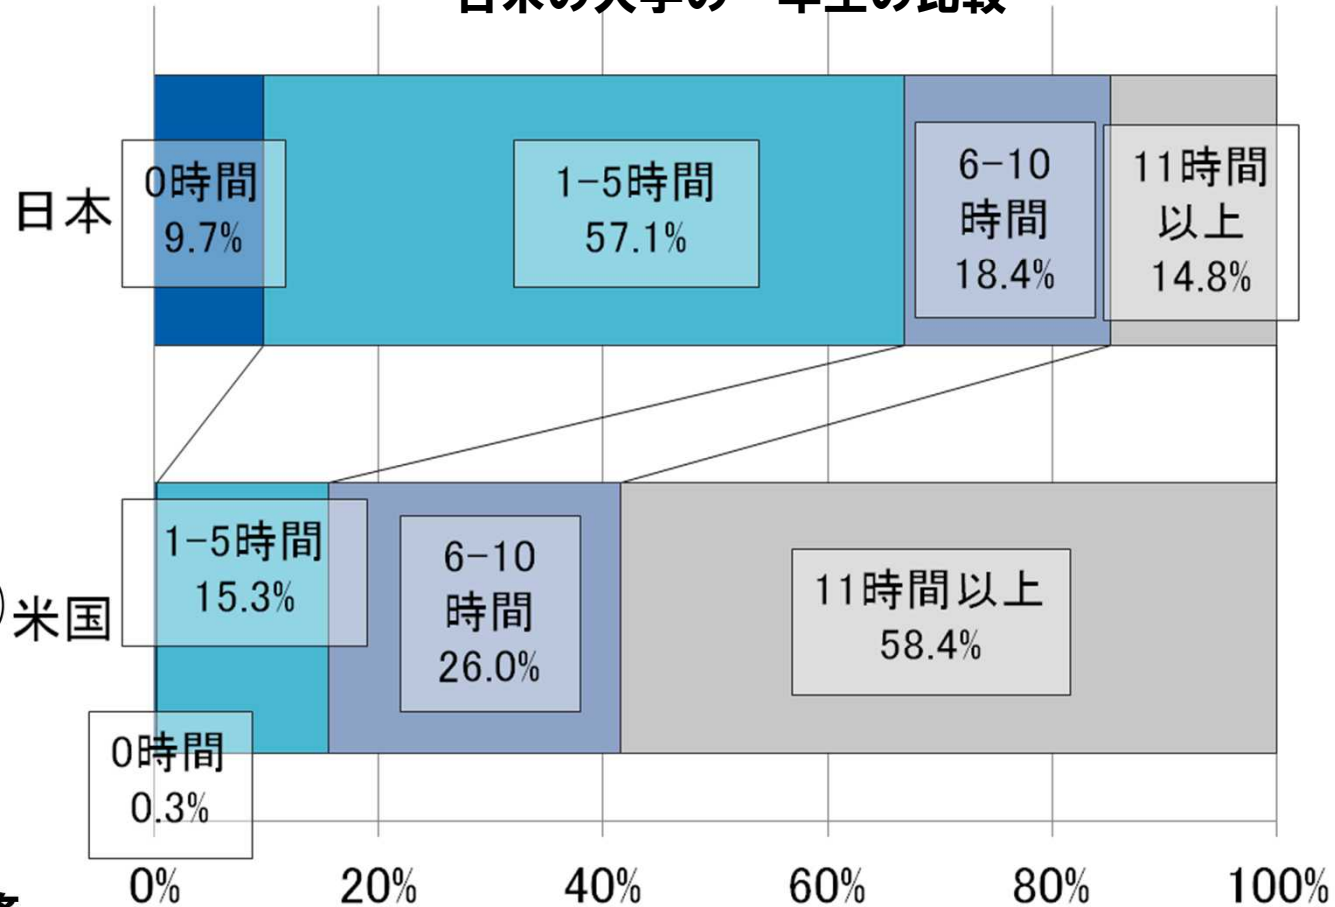 日本
0時間
9.7%
1-5時間
57.1%
6-10
時間
18.4%
11時間
以上
14.8%
米国
1-5時間
15.3%
6-10
時間
26.0%
11時間以上
58.4%
0時間
0.3%
0% 20% 40% 60% 80% 100%